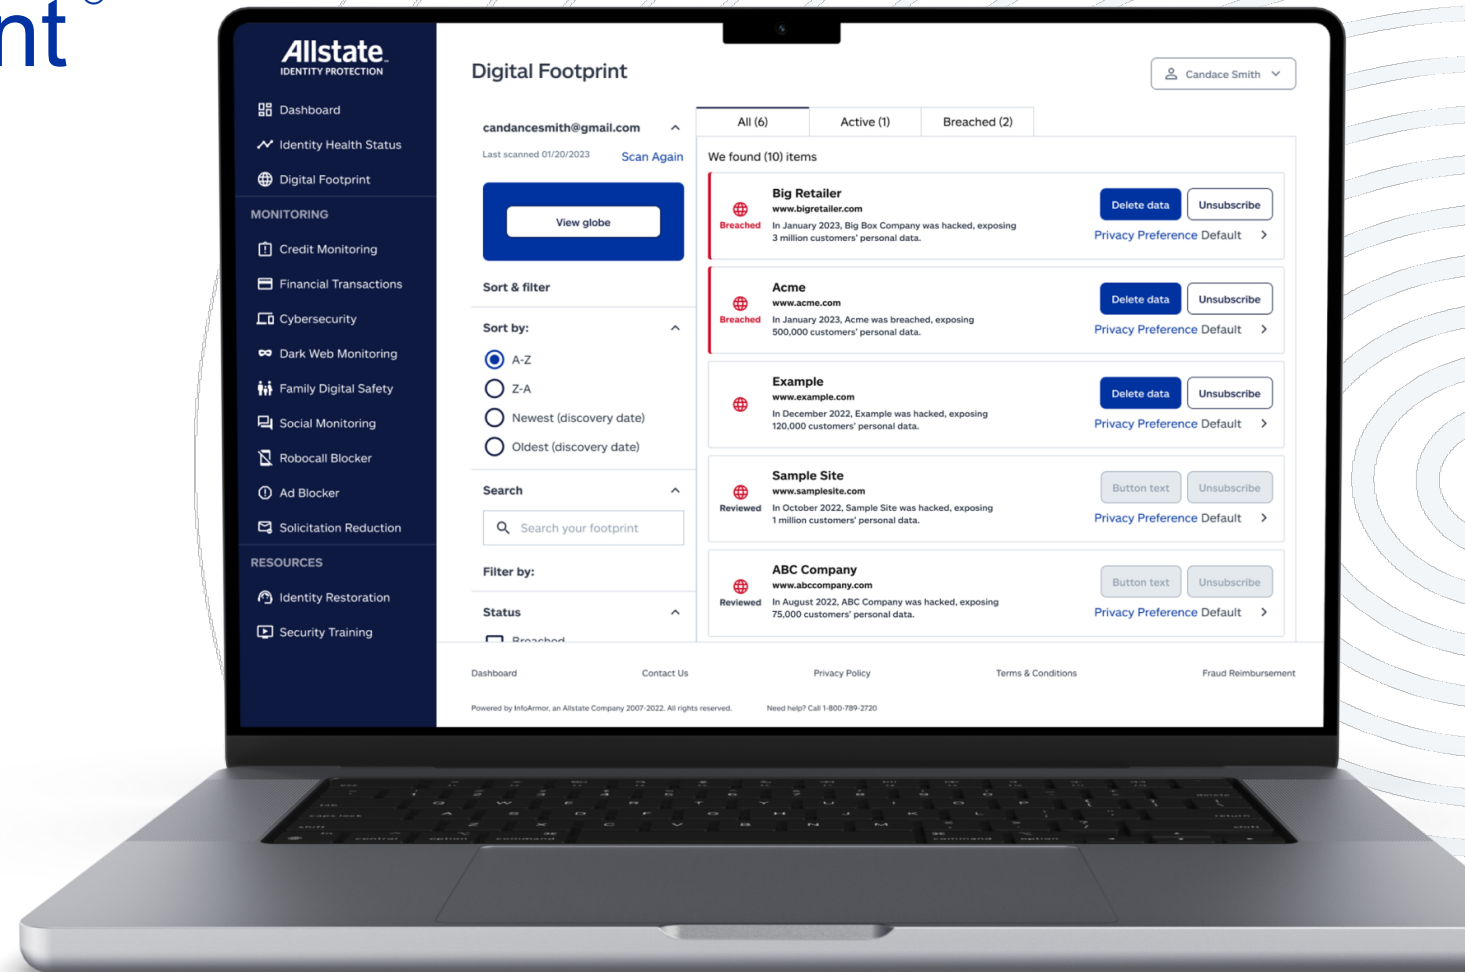 nt
Allstate
IDENTITY PROTECTION
Dashboard
Identity Health Status
Digital Footprint
MONITORING
Credit Monitoring
Financial Transactions
Cybersecurity
Dark Web Monitoring
Family Digital Safety
Social Monitoring
Robocall Blocker
Ad Blocker
Solicitation Reduction
RESOURCES
Identity Restoration
Security Training
Digital Footprint
Candace Smith
candancesmith@gmail.com
Last scanned 01/20/2023 Scan Again
View globe
Sort & filter
Sort by:
A-Z
Z-A
Newest (discovery date)
Oldest (discovery date)
Search
Search your footprint
Filter by:
Status
Breached
All (6) Active (1) Breached (2)
We found (10) items
Big Retailer
www.bigretailer.com
Breached
In January 2023, Big Box Company was hacked, exposing
3 million customers' personal data.
Delete data Unsubscribe
Privacy Preference Default
Acme
www.acme.com
Breached
In January 2023, Acme was breached, exposing
500,000 customers' personal data.
Delete data Unsubscribe
Privacy Preference Default
Example
www.example.com
In December 2022, Example was hacked, exposing
120,000 customers' personal data.
Delete data Unsubscribe
Privacy Preference Default
Sample Site
www.samplesite.com
Reviewed
In October 2022, Sample Site was hacked, exposing
1 million customers' personal data.
Button text Unsubscribe
Privacy Preference Default
ABC Company
www.abccompany.com
Reviewed
In August 2022, ABC Company was hacked, exposing
75,000 customers' personal data.
Button text Unsubscribe
Privacy Preference Default
Dashboard Contact Us Privacy Policy Terms & Conditions Fraud Reimbursement
Powered by InfoArmor, an Allstate Company 2007-2022. All rights reserved. Need help? Call 1-800-789-2720